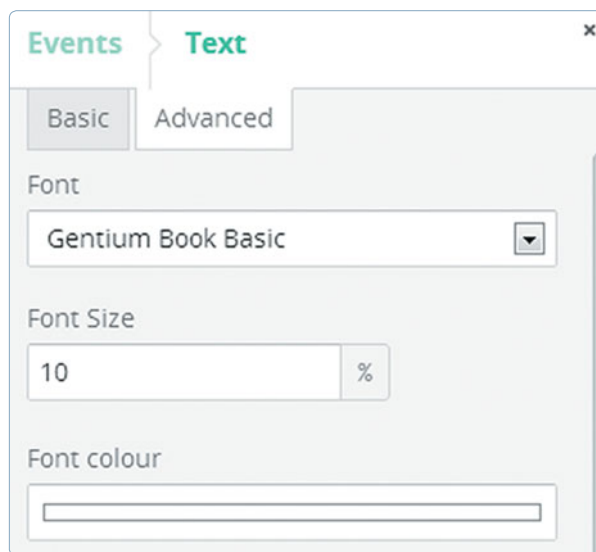 Events Text ×
Basic Advanced
Font
Gentium Book Basic
Font Size
10 %
Font colour